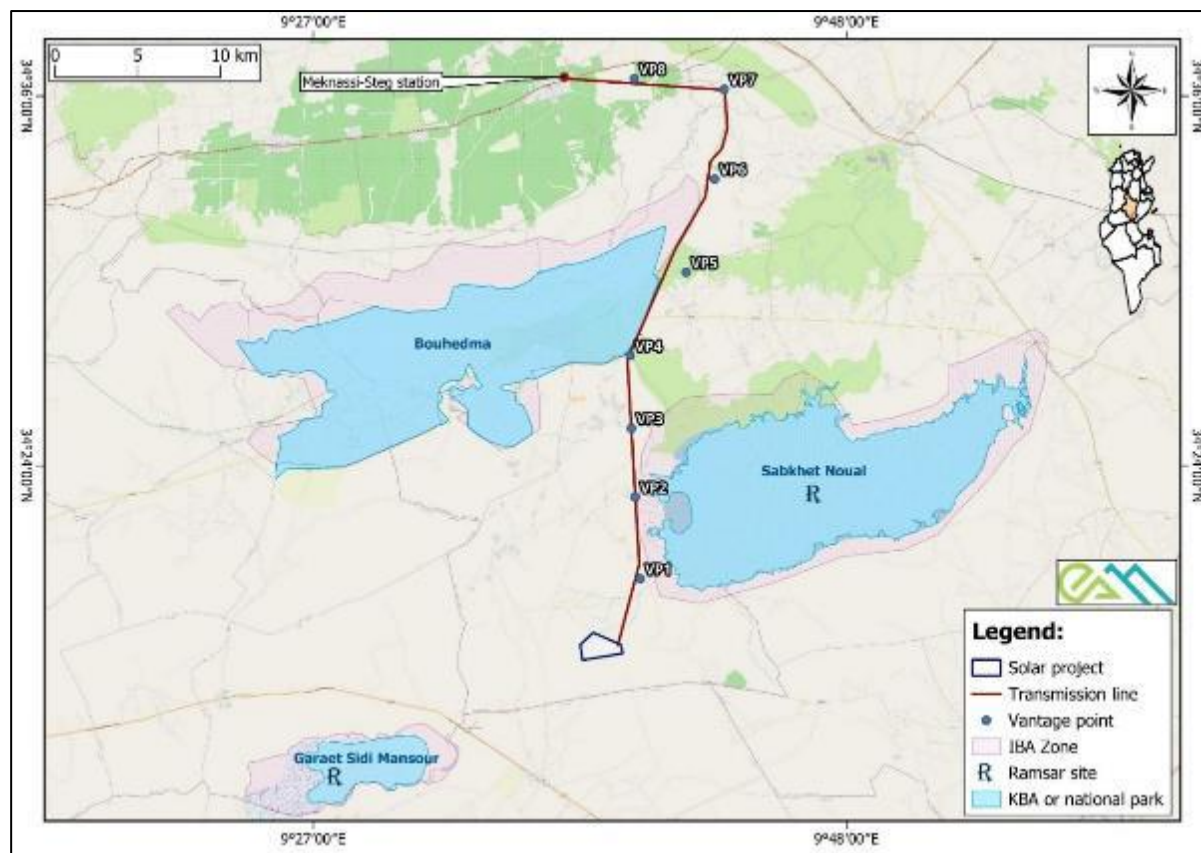 9°27'00"E
9°48'00"E
0 5 10 km
Meknassi-Steg station
VP8
VP7
34°36'00"N
34°36'00"N
VP6
VP5
Bouhedma
VP4
VP3
34°24'00"N
34°24'00"N
Sabkhet Noual
R
VP2
VP1
Garaet Sidi Mansour
R
Legend:
Solar project
Transmission line
Vantage point
IBA Zone
R Ramsar site
KBA or national park
9°27'00"E
9°48'00"E